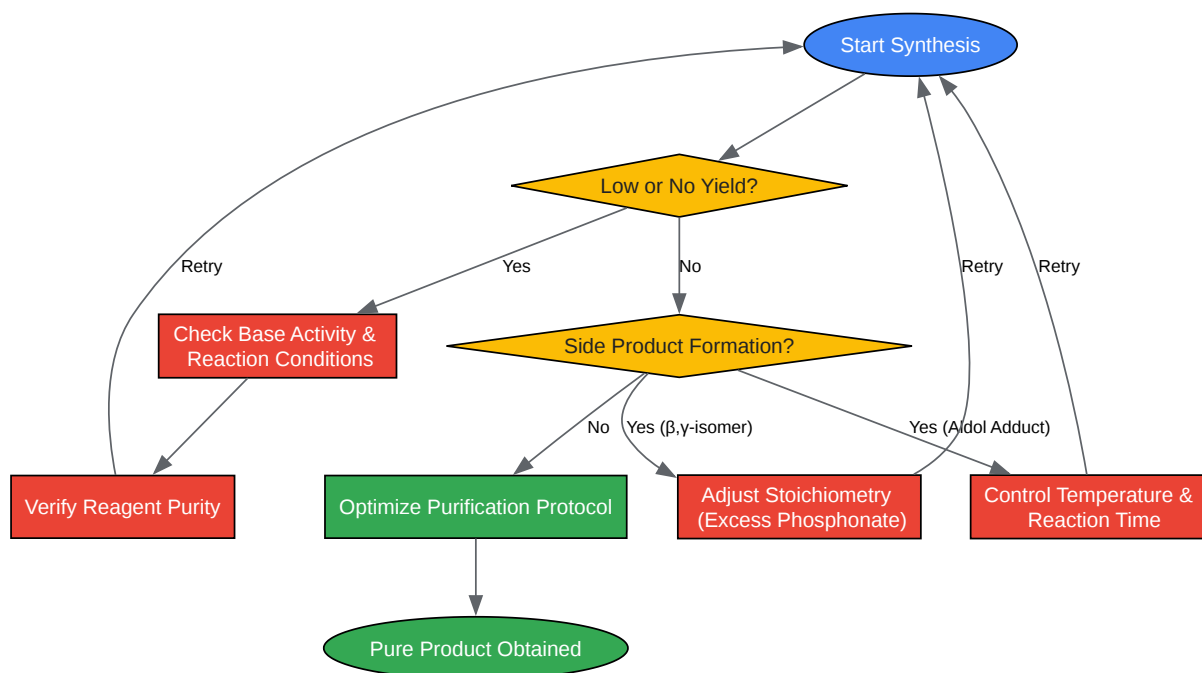 Start Synthesis
Low or No Yield?
Retry
Yes
No
Retry
Retry
Check Base Activity &
Reaction Conditions
Side Product Formation?
No
Yes (β,γ-isomer)
Yes (Aldol Adduct)
Verify Reagent Purity
Optimize Purification Protocol
Adjust Stoichiometry
(Excess Phosphonate)
Control Temperature &
Reaction Time
Pure Product Obtained